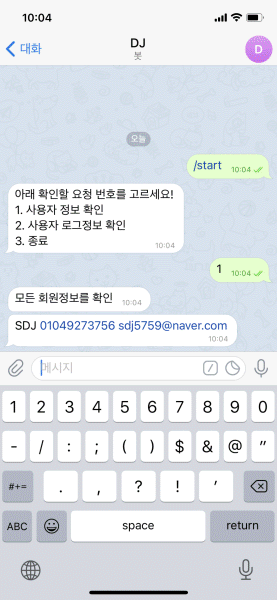 10:04
대화
DJ
봇
D
오늘
/start 10:04
아래 확인할 요청 번호를 고르세요!
1. 사용자 정보 확인
2. 사용자 로그정보 확인
3. 종료
10:04
1 10:04
모든 회원정보를 확인 10:04
SDJ 01049273756 sdj5759@naver.com
10:04
메시지
1 2 3 4 5 6 7 8 9 0
- / : ; ( ) $ & @ "
#+= . , ? ! ’
ABC space return